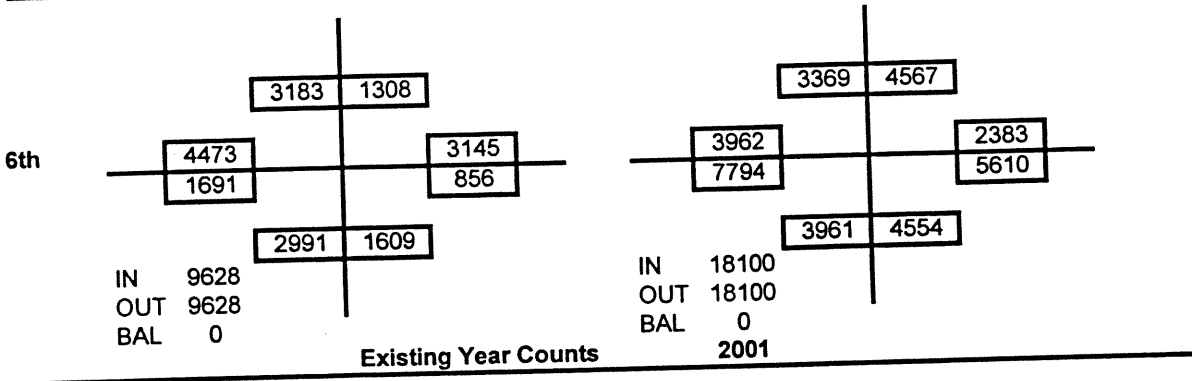 3183 1308
3369 4567
6th
4473 3145
3962 2383
1691 856
7794 5610
2991 1609
3961 4554
IN 9628
IN 18100
OUT 9628
OUT 18100
BAL 0
BAL 0
Existing Year Counts 2001